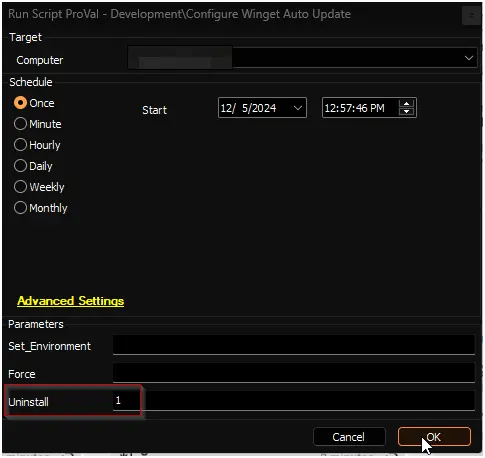 Run Script ProVal - Development\Configure Winget Auto Update
Target
Computer
Schedule
Once
Minute
Hourly
Daily
Weekly
Monthly
Start 12/ 5/2024 12:57:46 PM
Advanced Settings
Parameters
Set_Environment
Force
Uninstall 1
Cancel OK